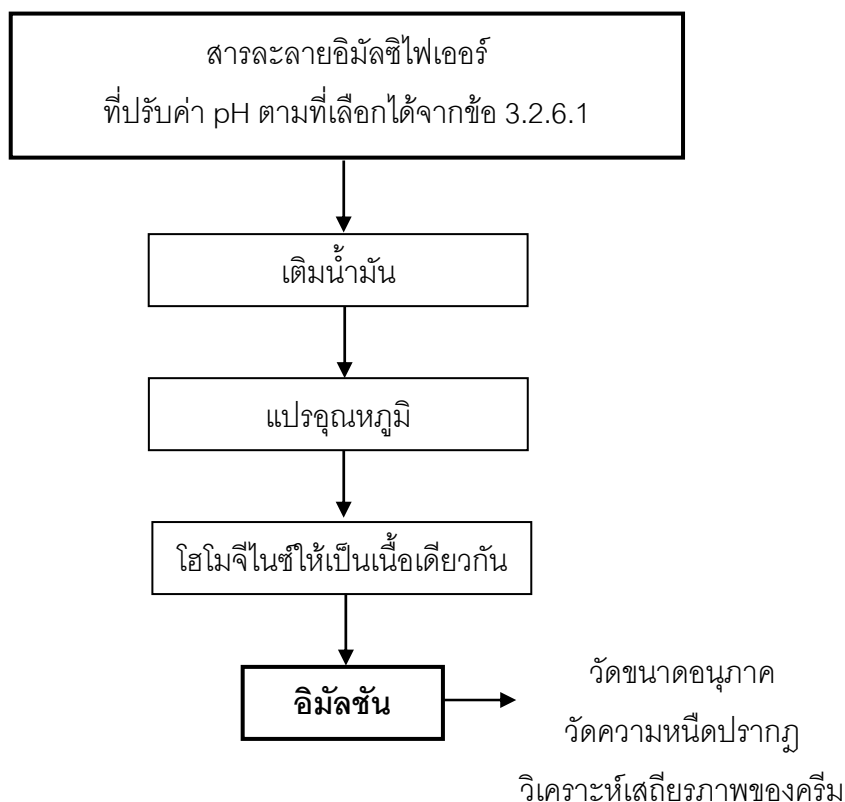 สารละลายอิมัลซิไฟเออร์
ที่ปรับค่า pH ตามที่เลือกได้จากข้อ 3.2.6.1
เติมน้ำมัน
แปรอุณหภูมิ
โฮโมจีไนซ์ให้เป็นเนื้อเดียวกัน
อิมัลชัน
วัดขนาดอนุภาค
วัดความหนืดปรากฏ
วิเคราะห์เสถียรภาพของครีม